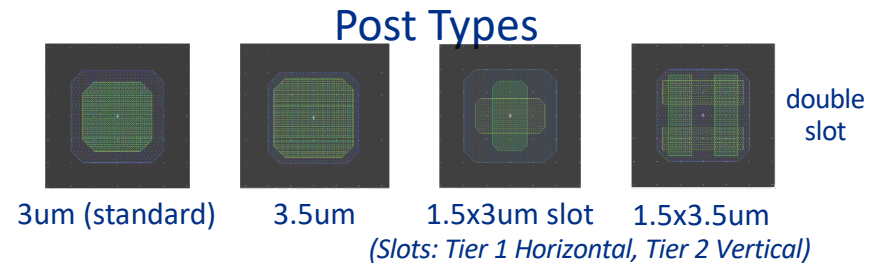 Post Types
double
slot
3um (standard)
3.5um
1.5x3um slot
1.5x3.5um
(Slots: Tier 1 Horizontal, Tier 2 Vertical)